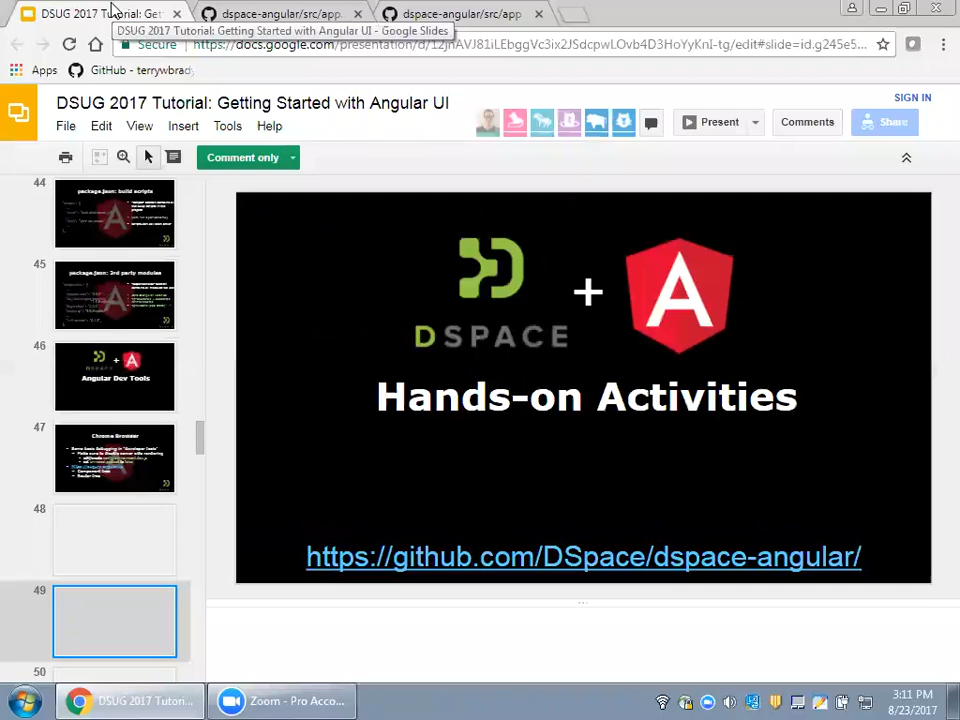 DSUG 2017 Tutorial: Get
dspace-angular/src/app
dspace-angular/src/app
DSUG 2017 Tutorial: Getting Started with Angular UI - Google Slides
Secure
Apps
GitHub - terrywbrad
DSUG 2017 Tutorial: Getting Started with Angular UI
SIGN IN
File Edit View Insert Tools Help
Present
Comments
Share
Comment only
44
package.json: build scripts
45
package.json: 3rd party modules
46
Angular Dev Tools
47
Chrome Browser
48
49
50
DSPACE
+
A
Hands-on Activities
https://github.com/DSpace/dspace-angular/
DSUG 2017 Tutori...
Zoom - Pro Acco...
3:11 PM
8/23/2017